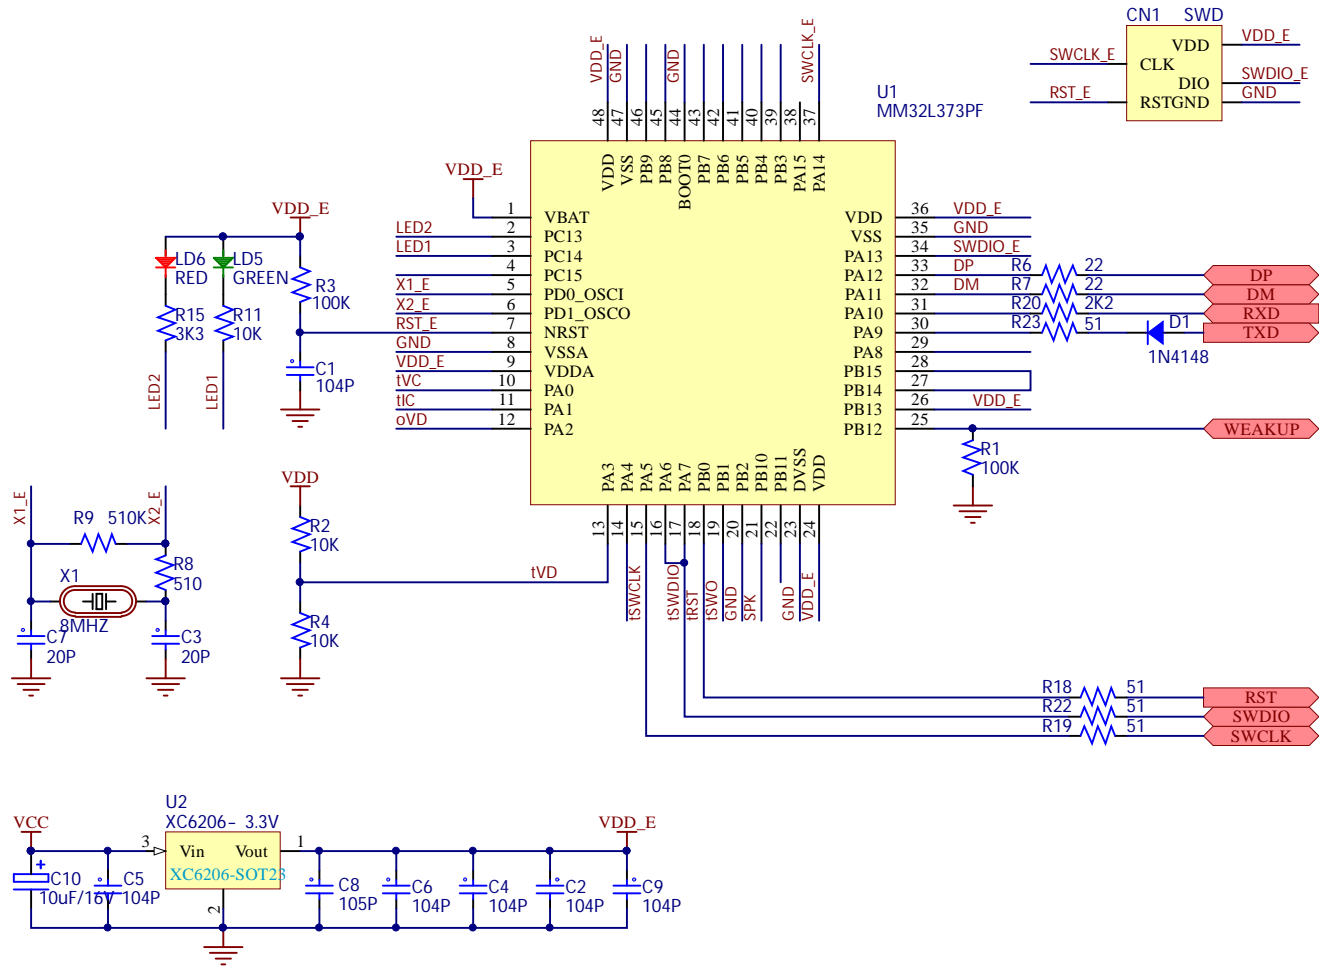 CN1 SWD
VDD VDD_E
SWCLK_E CLK
DIO SWDIO_E
RST_E RSTGND GND
U1
MM32L373PF
VDD_E GND GND SWCLK_E
48 47 46 45 44 43 42 41 40 39 38 37
VDD VSS PB9 PB8 BOOT0 PB7 PB6 PB5 PB4 PB3 PA15 PA14
VDD_E
1 VBAT
LED2 2 PC13
LED1 3 PC14
4 PC15
X1_E 5 PD0_OSCI
X2_E 6 PD1_OSCO
RST_E 7 NRST
GND 8 VSSA
VDD_E 9 VDDA
tVC 10 PA0
tIC 11 PA1
oVD 12 PA2
VDD 36 VDD_E
VSS 35 GND
PA13 34 SWDIO_E
PA12 33 DP R6 22 DP
PA11 32 DM R7 22 DM
PA10 31 R20 2K2 RXD
PA9 30 R23 51 D1 TXD
1N4148
PA8 29
PB15 28
PB14 27
PB13 26 VDD_E
PB12 25 WEAKUP
R1
100K
PA3 PA4 PA5 PA6 PA7 PB0 PB1 PB2 PB10 PB11 DVSS VDD
13 14 15 16 17 18 19 20 21 22 23 24
tVD tSWCLK tSWDIO tRST tSWO GND SPK GND VDD_E
R18 51 RST
R22 51 SWDIO
R19 51 SWCLK
VDD_E
LD6
RED
LD5
GREEN
R3
100K
R15
3K3
R11
10K
C1
104P
LED2 LED1
X1_E X2_E
R9 510K
R8
510
X1
8MHZ
C7
20P
C3
20P
VDD
R2
10K
R4
10K
U2
XC6206- 3.3V
VCC 3 Vin Vout 1 VDD_E
XC6206-SOT23
2
C10
10uF/16V
C5
104P
C8
105P
C6
104P
C4
104P
C2
104P
C9
104P